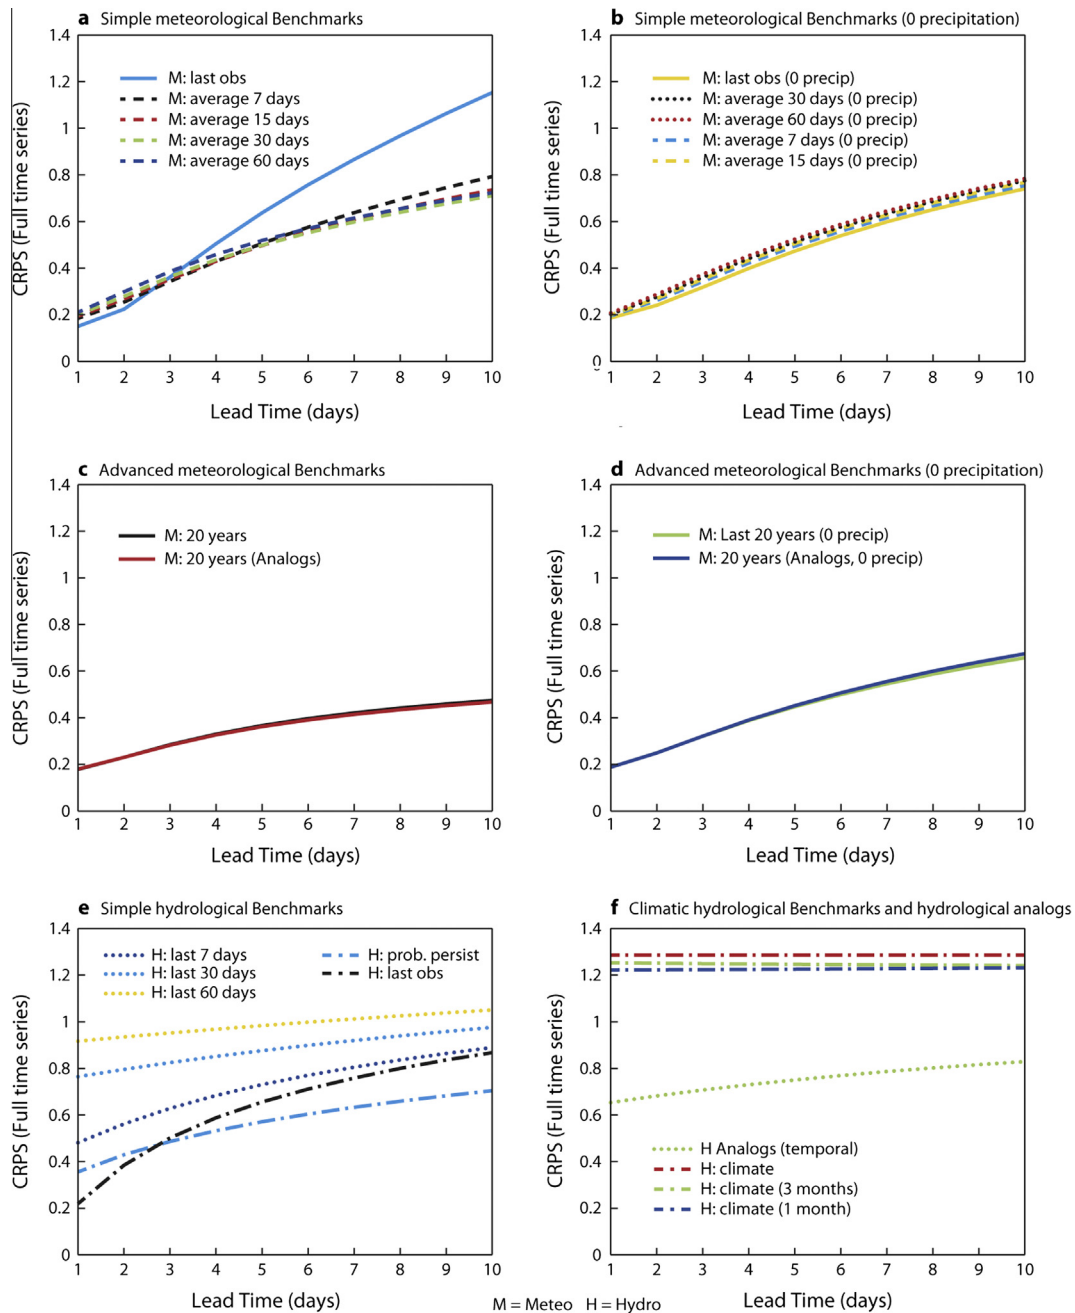 a Simple meteorological Benchmarks
1.4
1.2
1
0.8
0.6
0.4
0.2
0
CRPS (Full time series)
M: last obs
M: average 7 days
M: average 15 days
M: average 30 days
M: average 60 days
1 2 3 4 5 6 7 8 9 10
Lead Time (days)
b Simple meteorological Benchmarks (0 precipitation)
1.4
1.2
1
0.8
0.6
0.4
0.2
0
CRPS (Full time series)
M: last obs (0 precip)
M: average 30 days (0 precip)
M: average 60 days (0 precip)
M: average 7 days (0 precip)
M: average 15 days (0 precip)
1 2 3 4 5 6 7 8 9 10
Lead Time (days)
c Advanced meteorological Benchmarks
1.4
1.2
1
0.8
0.6
0.4
0.2
0
CRPS (Full time series)
M: 20 years
M: 20 years (Analogs)
1 2 3 4 5 6 7 8 9 10
Lead Time (days)
d Advanced meteorological Benchmarks (0 precipitation)
1.4
1.2
1
0.8
0.6
0.4
0.2
0
CRPS (Full time series)
M: Last 20 years (0 precip)
M: 20 years (Analogs, 0 precip)
1 2 3 4 5 6 7 8 9 10
Lead Time (days)
e Simple hydrological Benchmarks
1.4
1.2
1
0.8
0.6
0.4
0.2
0
CRPS (Full time series)
H: last 7 days
H: last 30 days
H: last 60 days
H: prob. persist
H: last obs
1 2 3 4 5 6 7 8 9 10
Lead Time (days)
f Climatic hydrological Benchmarks and hydrological analogs
1.4
1.2
1
0.8
0.6
0.4
0.2
0
CRPS (Full time series)
H Analogs (temporal)
H: climate
H: climate (3 months)
H: climate (1 month)
1 2 3 4 5 6 7 8 9 10
Lead Time (days)
M = Meteo H = Hydro